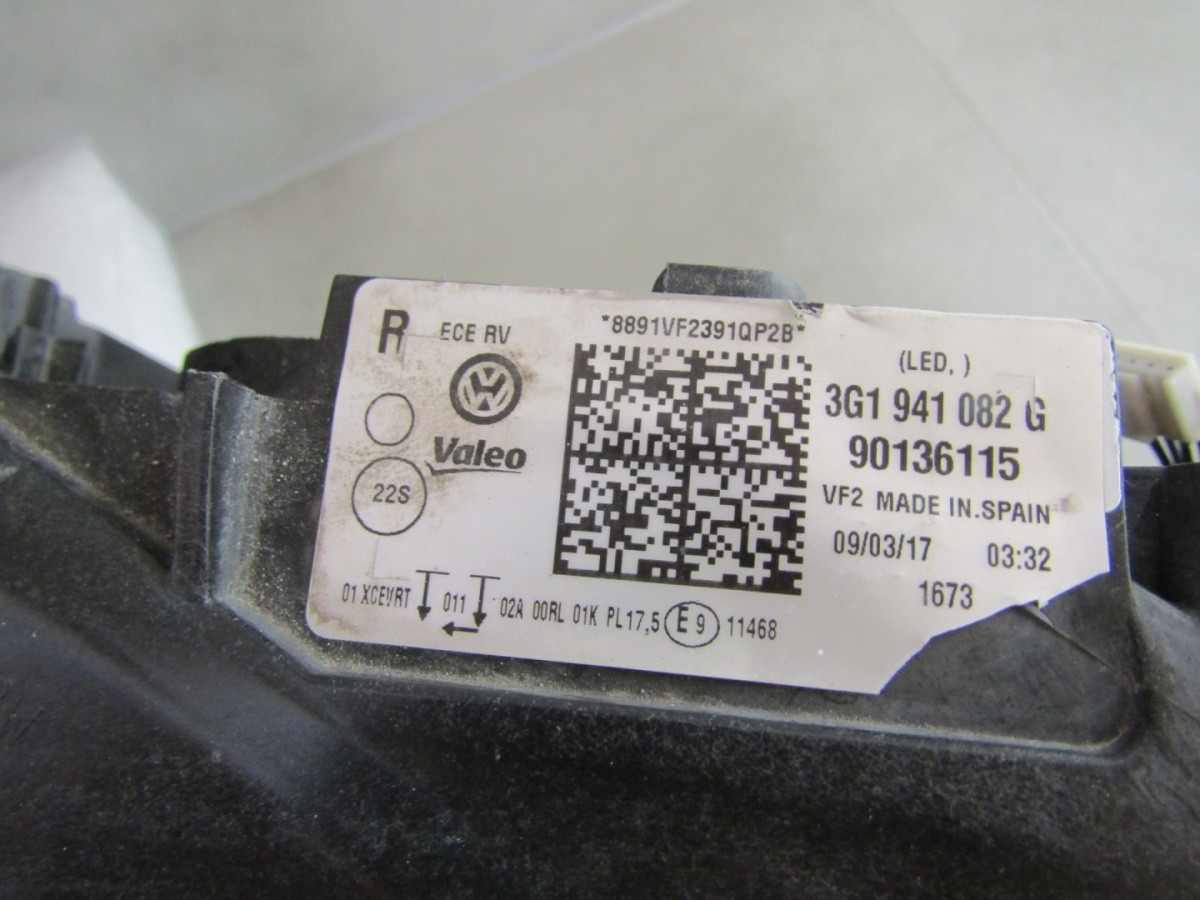 R ECE RV
*8891VF2391QP2B*
(LED, )
3G1 941 082 G
90136115
VF2 MADE IN.SPAIN
09/03/17 03:32
1673
VW
Valeo
22S
01 XCEVRT 011 02A 00RL 01K PL17,5 E 9 11468